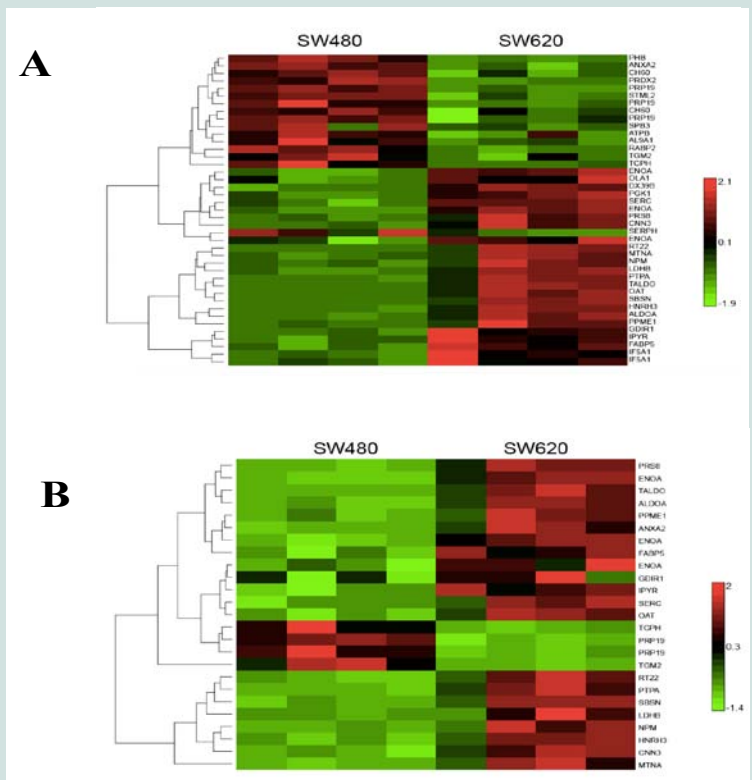 A
SW480 SW620
PHB
ANXA2
CH60
PRDX2
PRP19
STML2
PRP19
CH60
PRP19
SPB3
ATPB
AL9A1
RABP2
TGM2
TCPH
ENOA
OLA1
DX39B
PGK1
SERC
ENOA
PRS8
CNN3
SERPH
ENOA
RT22
MTNA
NPM
LDHB
PTPA
TALDO
OAT
SBSN
HNRH3
ALDOA
PPME1
GDIR1
IPYR
FABP5
IF5A1
IF5A1
2.1
0.1
-1.9
B
SW480 SW620
PRS8
ENOA
TALDO
ALDOA
PPME1
ANXA2
ENOA
FABP5
ENOA
GDIR1
IPYR
SERC
OAT
TCPH
PRP19
PRP19
TGM2
RT22
PTPA
SBSN
LDHB
NPM
HNRH3
CNN3
MTNA
2
0.3
-1.4